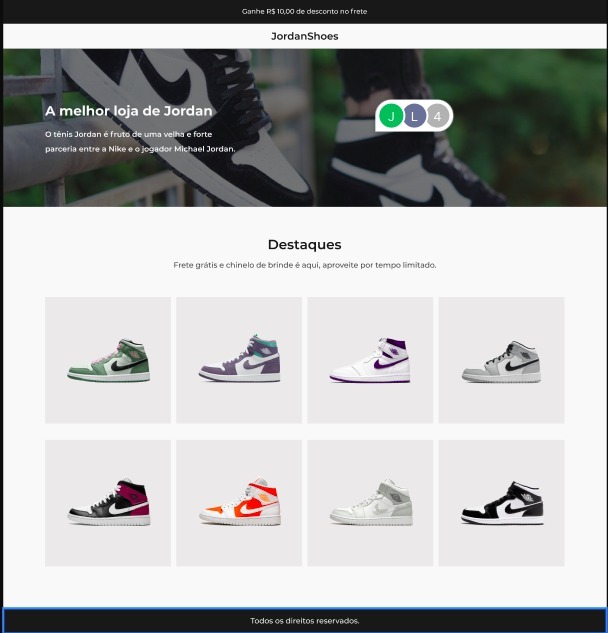 Ganhe R$ 10,00 de desconto no frete
JordanShoes
A melhor loja de Jordan
O tênis Jordan é fruto de uma velha e forte
parceria entre a Nike e o jogador Michael Jordan.
J L 4
Destaques
Frete grátis e chinelo de brinde é aqui, aproveite por tempo limitado.
Todos os direitos reservados.